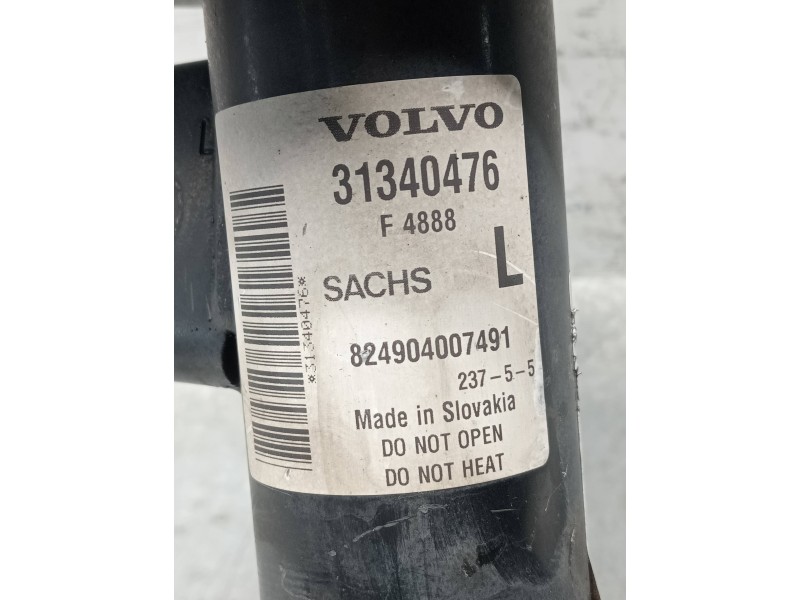 VOLVO
31340476
F 4888
SACHS L
824904007491
237-5-5
Made in Slovakia
DO NOT OPEN
DO NOT HEAT
*31340476*